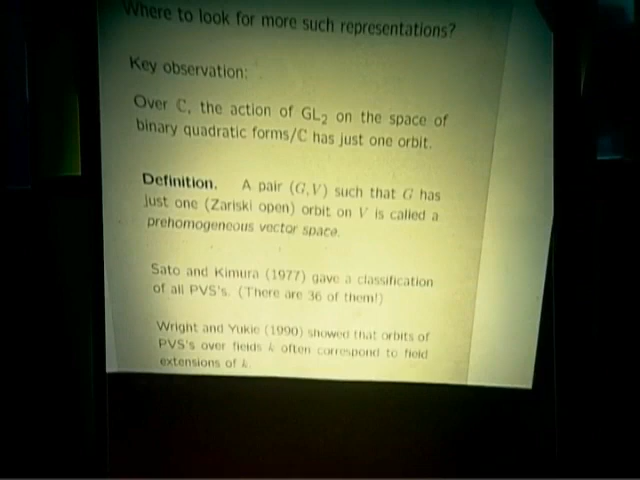 Where to look for more such representations?
Key observation:
Over ℂ, the action of GL₂ on the space of
binary quadratic forms/ℂ has just one orbit.
Definition. A pair (G, V) such that G has
just one (Zariski open) orbit on V is called a
prehomogeneous vector space.
Sato and Kimura (1977) gave a classification
of all PVS's. (There are 36 of them!)
Wright and Yukie (1990) showed that orbits of
PVS's over fields k often correspond to field
extensions of k.